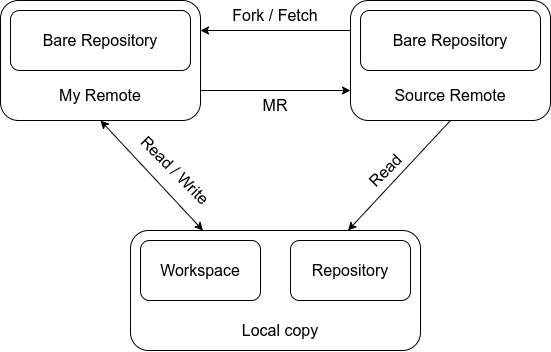 Fork / Fetch
Bare Repository
Bare Repository
My Remote
Source Remote
MR
Read / Write
Read
Workspace
Repository
Local copy